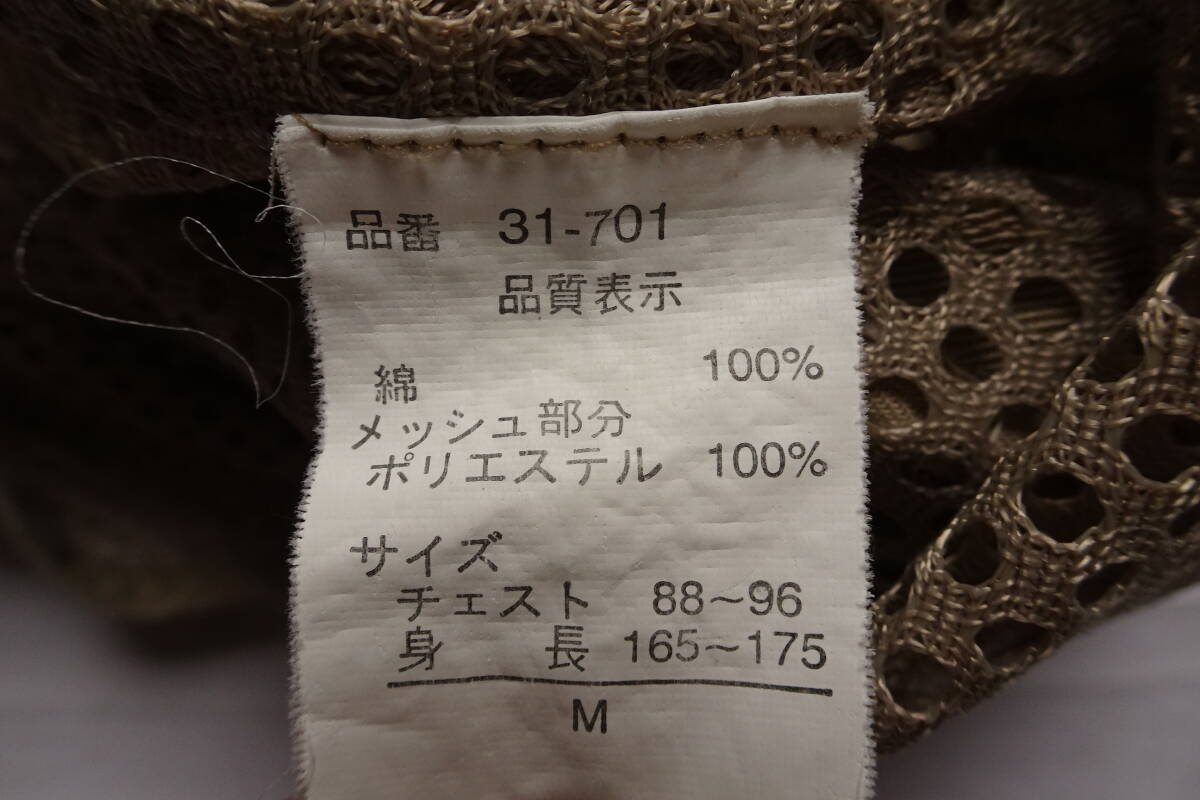 品番 31-701
品質表示
綿 100%
メッシュ部分
ポリエステル 100%
サイズ
チェスト 88~96
身長 165~175
M